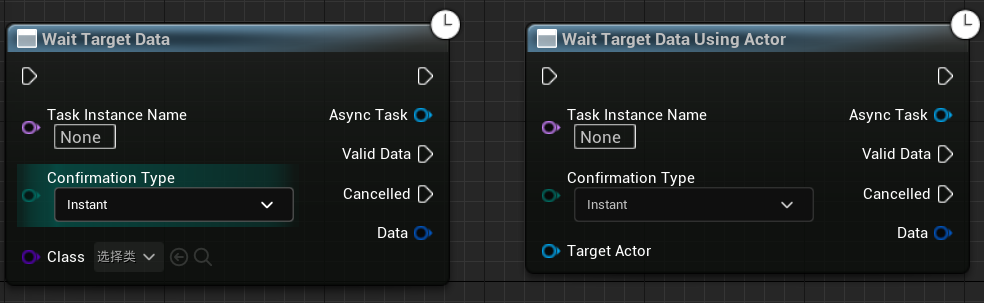 Wait Target Data
Task Instance Name
None
Async Task
Valid Data
Confirmation Type
Instant
Cancelled
Data
Class
选择类
Wait Target Data Using Actor
Task Instance Name
None
Async Task
Valid Data
Confirmation Type
Instant
Cancelled
Data
Target Actor